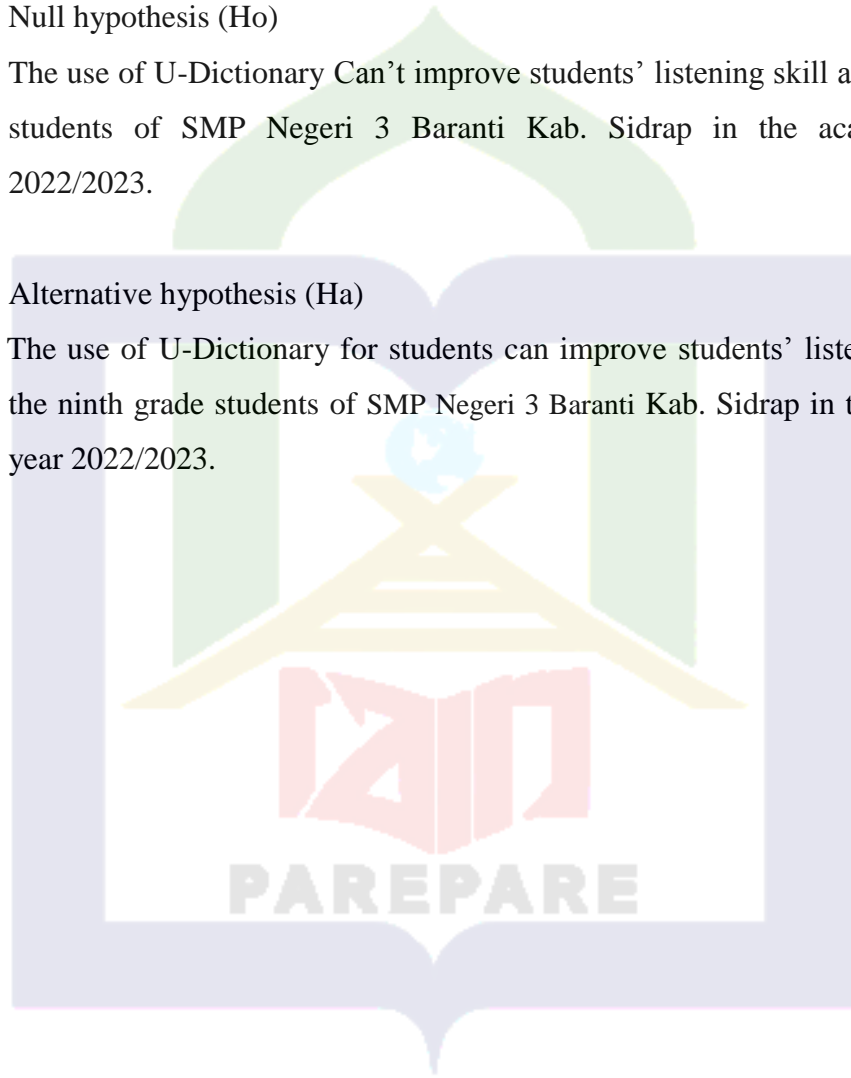 Null hypothesis (Ho)
The use of U-Dictionary Can't improve students' listening skill a
students of SMP Negeri 3 Baranti Kab. Sidrap in the aca
2022/2023.
Alternative hypothesis (Ha)
The use of U-Dictionary for students can improve students' liste
the ninth grade students of SMP Negeri 3 Baranti Kab. Sidrap in t
year 2022/2023.
PAREPARE